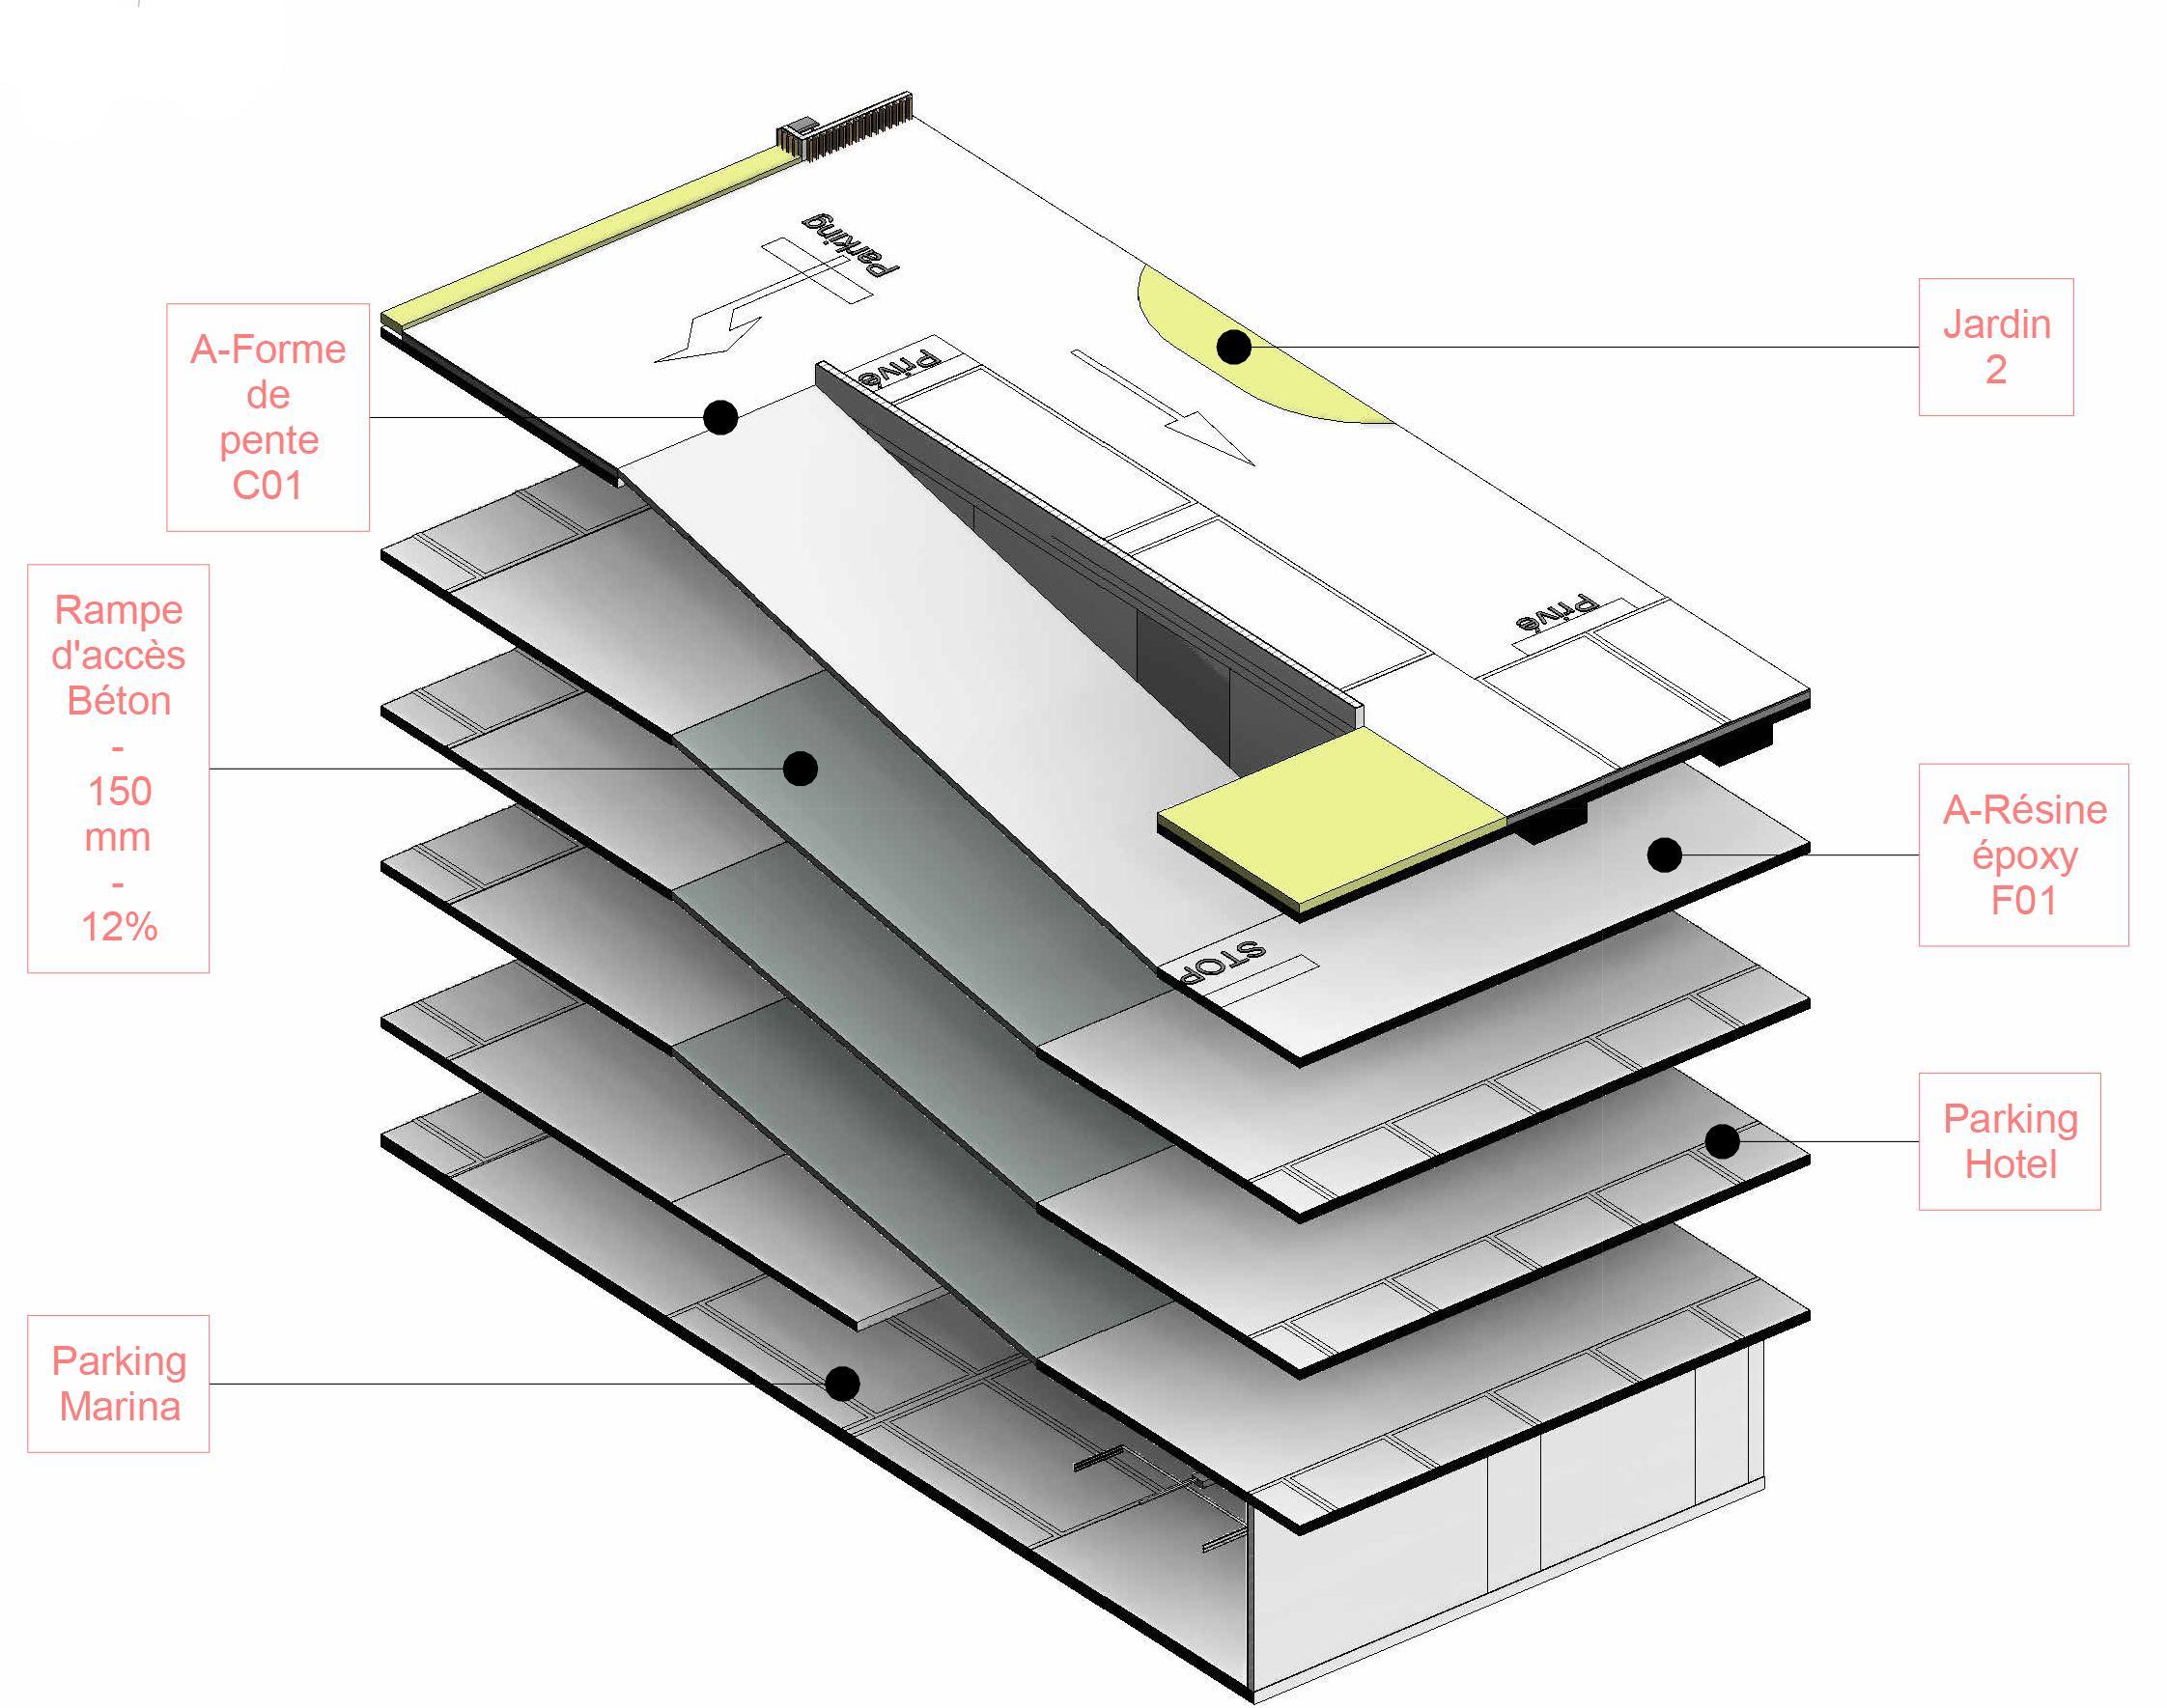 Parking
A-Forme
de
pente
C01
Privé
Jardin
2
Rampe
d'accès
Béton
-
150
mm
-
12%
Privé
A-Résine
époxy
F01
STOP
Parking
Hotel
Parking
Marina